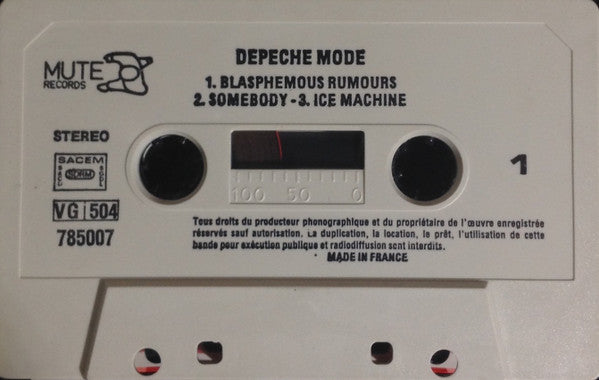 MUTE
RECORDS
DEPECHE MODE
1. BLASPHEMOUS RUMOURS
2. SOMEBODY - 3. ICE MACHINE
STEREO
SACEM
SDRM
SACD
SGDL
VG 504
785007
100 50 0
1
Tous droits du producteur phonographique et du propriétaire de l'œuvre enregistrée
réservés sauf autorisation. La duplication, la location, le prêt, l'utilisation de cette
bande pour exécution publique et radiodiffusion sont interdits.
MADE IN FRANCE